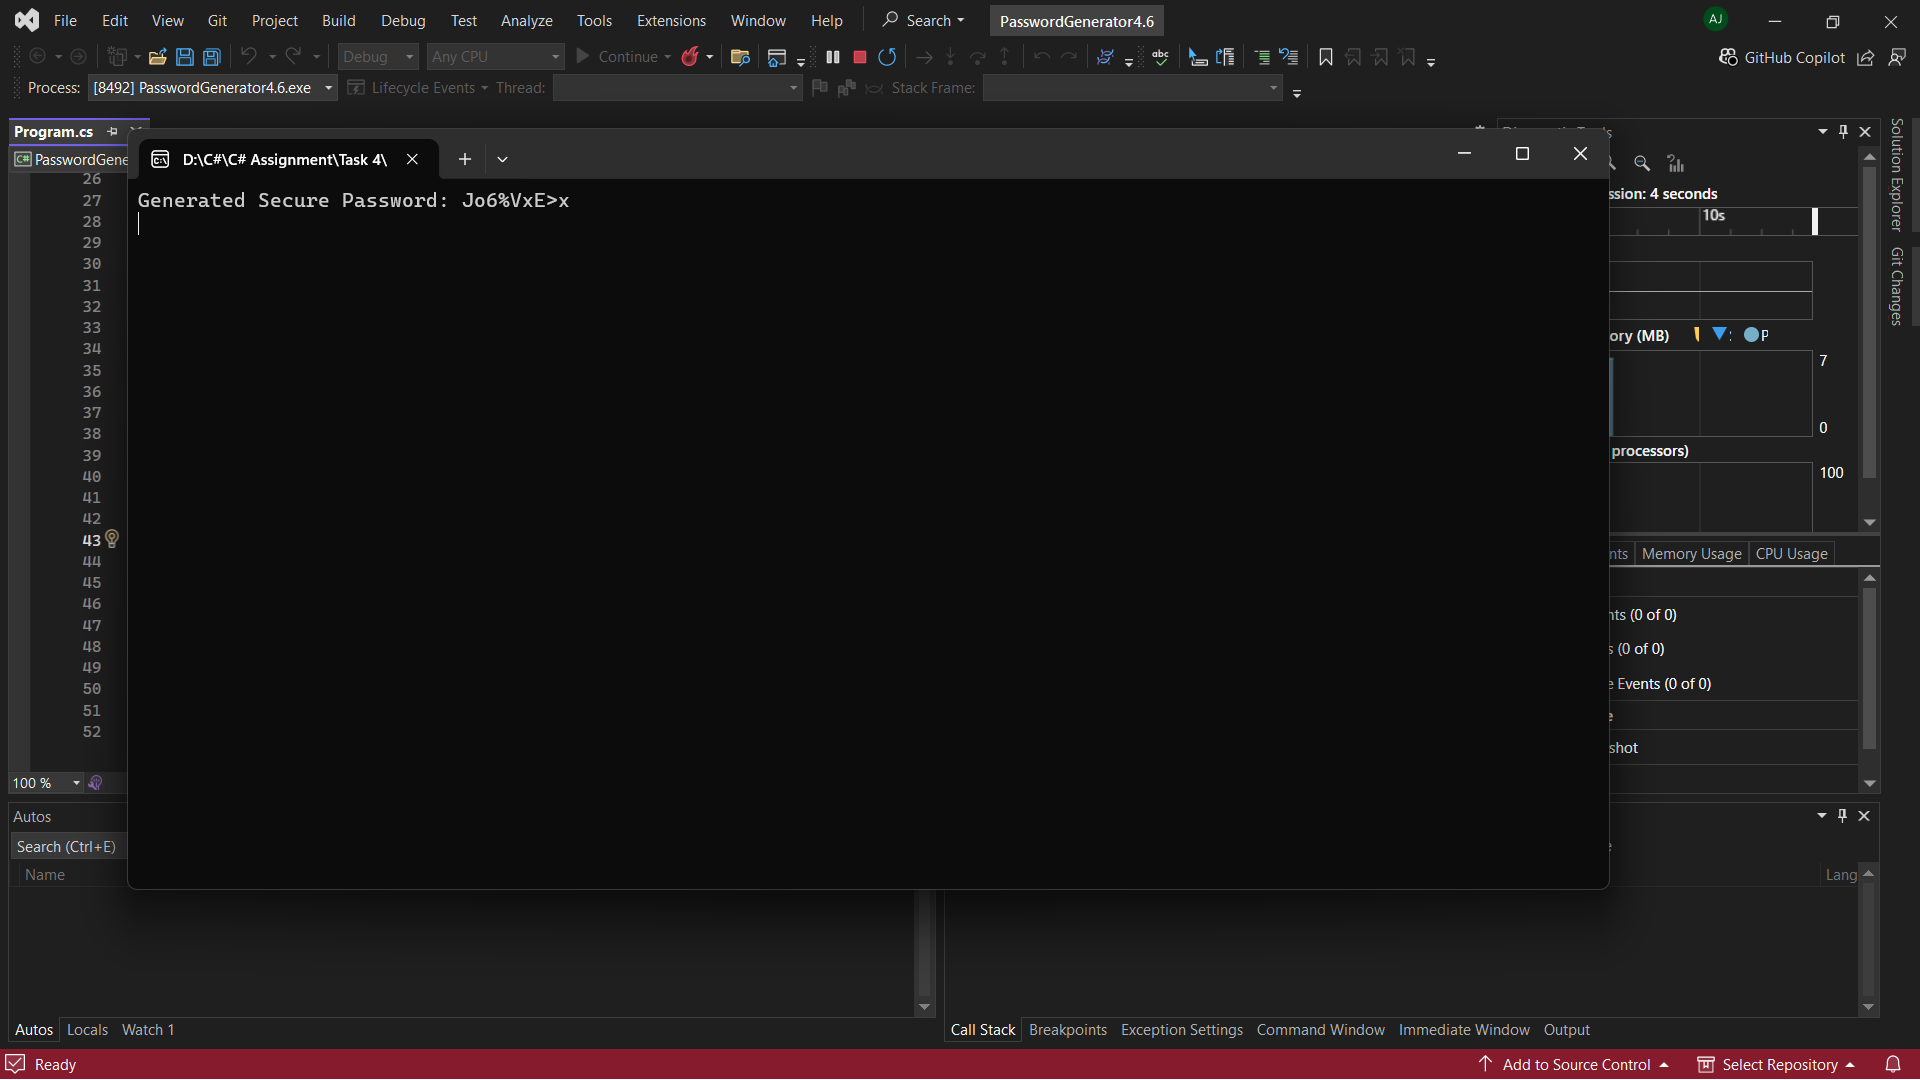 File Edit View Git Project Build Debug Test Analyze Tools Extensions Window Help Search PasswordGenerator4.6 AJ
Debug Any CPU Continue abc GitHub Copilot
Process: [8492] PasswordGenerator4.6.exe Lifecycle Events Thread: Stack Frame:
Program.cs
C# PasswordGene
D:\C#\C# Assignment\Task 4\
Generated Secure Password: Jo6%VxE>x
26
27
28
29
30
31
32
33
34
35
36
37
38
39
40
41
42
43
44
45
46
47
48
49
50
51
52
100 %
ssion: 4 seconds
10s
ory (MB) P
7
0
processors)
100
nts Memory Usage CPU Usage
nts (0 of 0)
s (0 of 0)
e Events (0 of 0)
e
shot
Solution Explorer
Git Changes
Autos
Search (Ctrl+E)
Name
Lang
Autos Locals Watch 1
Call Stack Breakpoints Exception Settings Command Window Immediate Window Output
Ready Add to Source Control Select Repository